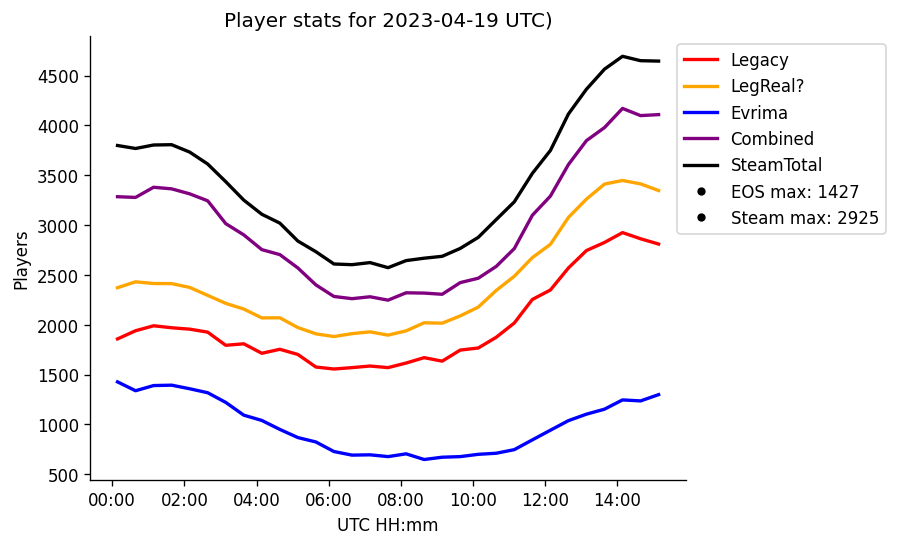 Player stats for 2023-04-19 UTC)
Players
4500
4000
3500
3000
2500
2000
1500
1000
500
00:00 02:00 04:00 06:00 08:00 10:00 12:00 14:00
UTC HH:mm
Legacy
LegReal?
Evrima
Combined
SteamTotal
EOS max: 1427
Steam max: 2925